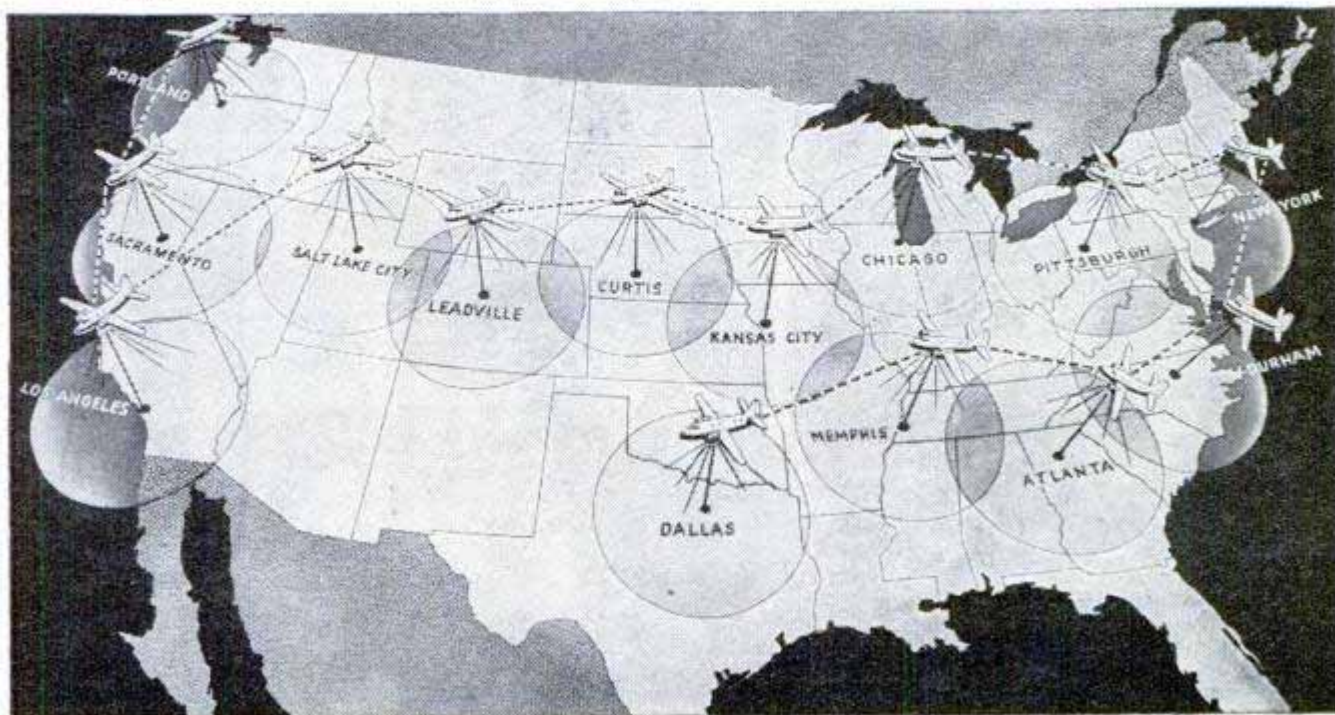 PORTLAND
NEW YORK
SACRAMENTO
SALT LAKE CITY
CHICAGO
PITTSBURGH
LEADVILLE
CURTIS
KANSAS CITY
DURHAM
LOS ANGELES
MEMPHIS
ATLANTA
DALLAS